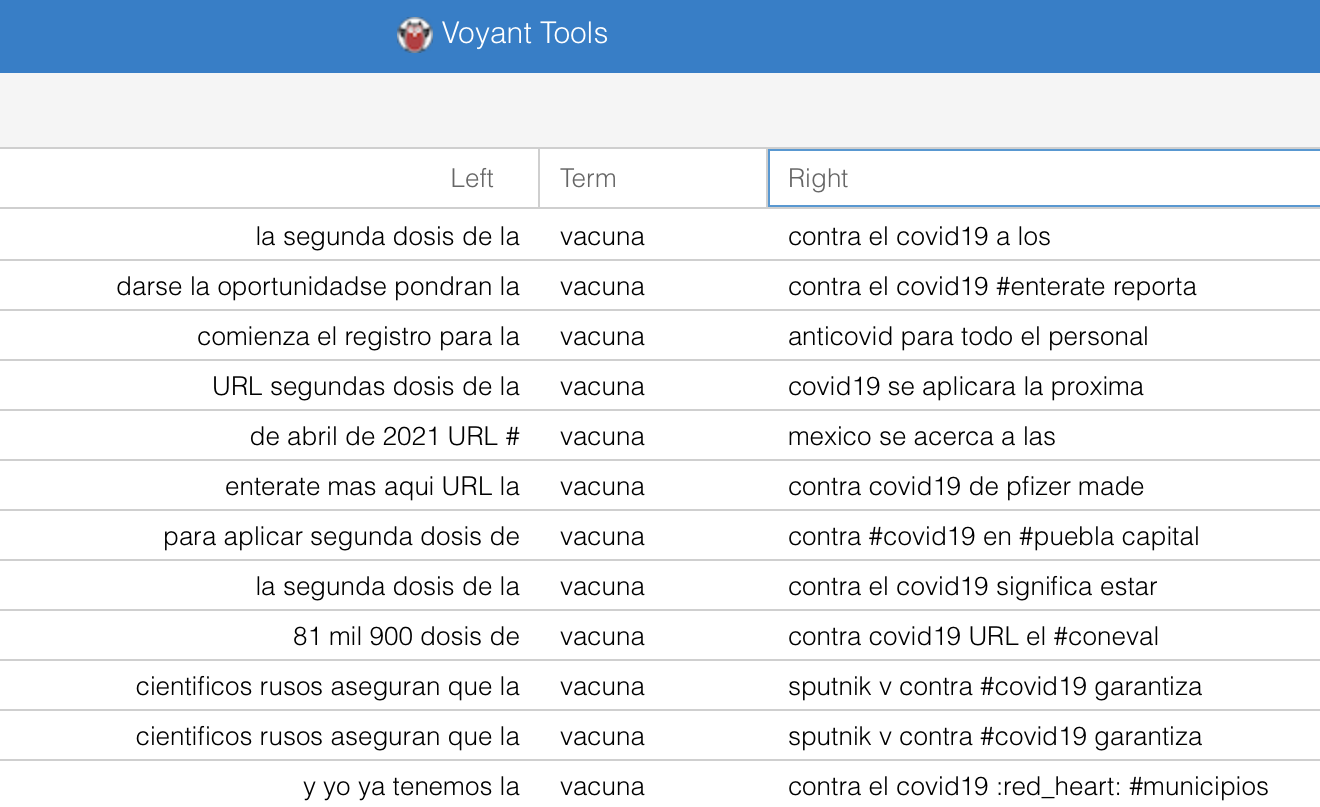 Voyant Tools
Left Term Right
la segunda dosis de la vacuna contra el covid19 a los
darse la oportunidadse pondran la vacuna contra el covid19 #enterate reporta
comienza el registro para la vacuna anticovid para todo el personal
URL segundas dosis de la vacuna covid19 se aplicara la proxima
de abril de 2021 URL # vacuna mexico se acerca a las
enterate mas aqui URL la vacuna contra covid19 de pfizer made
para aplicar segunda dosis de vacuna contra #covid19 en #puebla capital
la segunda dosis de la vacuna contra el covid19 significa estar
81 mil 900 dosis de vacuna contra covid19 URL el #coneval
cientificos rusos aseguran que la vacuna sputnik v contra #covid19 garantiza
cientificos rusos aseguran que la vacuna sputnik v contra #covid19 garantiza
y yo ya tenemos la vacuna contra el covid19 :red_heart: #municipios